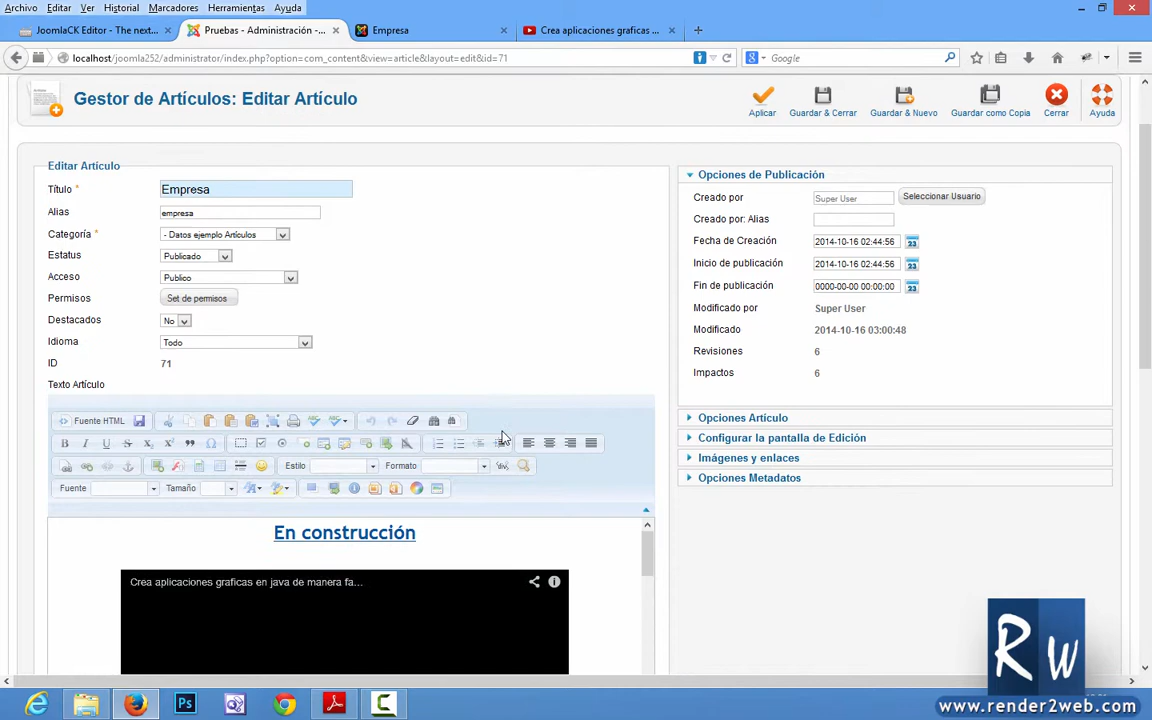 Archivo Editar Ver Historial Marcadores Herramientas Ayuda
JoomlaCK Editor - The next... Pruebas - Administración -... Empresa Crea aplicaciones graficas ...
localhost/joomla252/administrator/index.php?option=com_content&view=article&layout=edit&id=71 Google
Gestor de Artículos: Editar Artículo
Aplicar Guardar & Cerrar Guardar & Nuevo Guardar como Copia Cerrar Ayuda
Editar Artículo
Título * Empresa
Alias empresa
Categoría * - Datos ejemplo Artículos
Estatus Publicado
Acceso Publico
Permisos Set de permisos
Destacados No
Idioma Todo
ID 71
Texto Artículo
Fuente HTML
Estilo Formato
Fuente Tamaño
En construcción
Crea aplicaciones graficas en java de manera fa...
Opciones de Publicación
Creado por Super User Seleccionar Usuario
Creado por: Alias
Fecha de Creación 2014-10-16 02:44:56 23
Inicio de publicación 2014-10-16 02:44:56 23
Fin de publicación 0000-00-00 00:00:00 23
Modificado por Super User
Modificado 2014-10-16 03:00:48
Revisiones 6
Impactos 6
Opciones Artículo
Configurar la pantalla de Edición
Imágenes y enlaces
Opciones Metadatos
RW
www.render2web.com